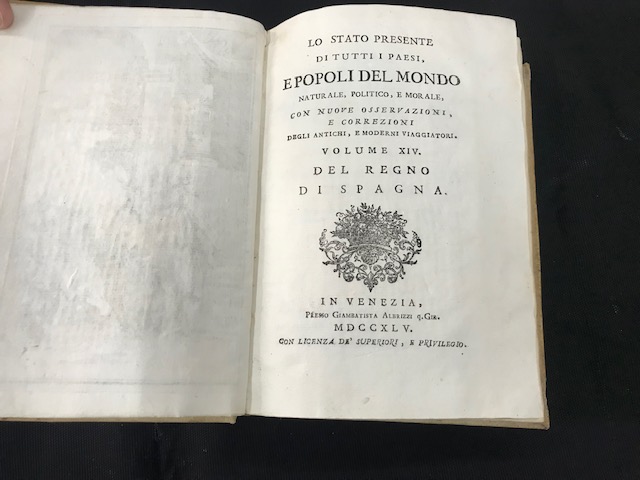 LO STATO PRESENTE
DI TUTTI I PAESI,
E POPOLI DEL MONDO
NATURALE, POLITICO, E MORALE,
CON NUOVE OSSERVAZIONI,
E CORREZIONI
DEGLI ANTICHI, E MODERNI VIAGGIATORI.
VOLUME XIV.
DEL REGNO
DI SPAGNA.
IN VENEZIA,
Presso Giambatista Albrizzi q. Gir.
MDCCXLV.
CON LICENZA DE' SUPERIORI, E PRIVILEGIO.